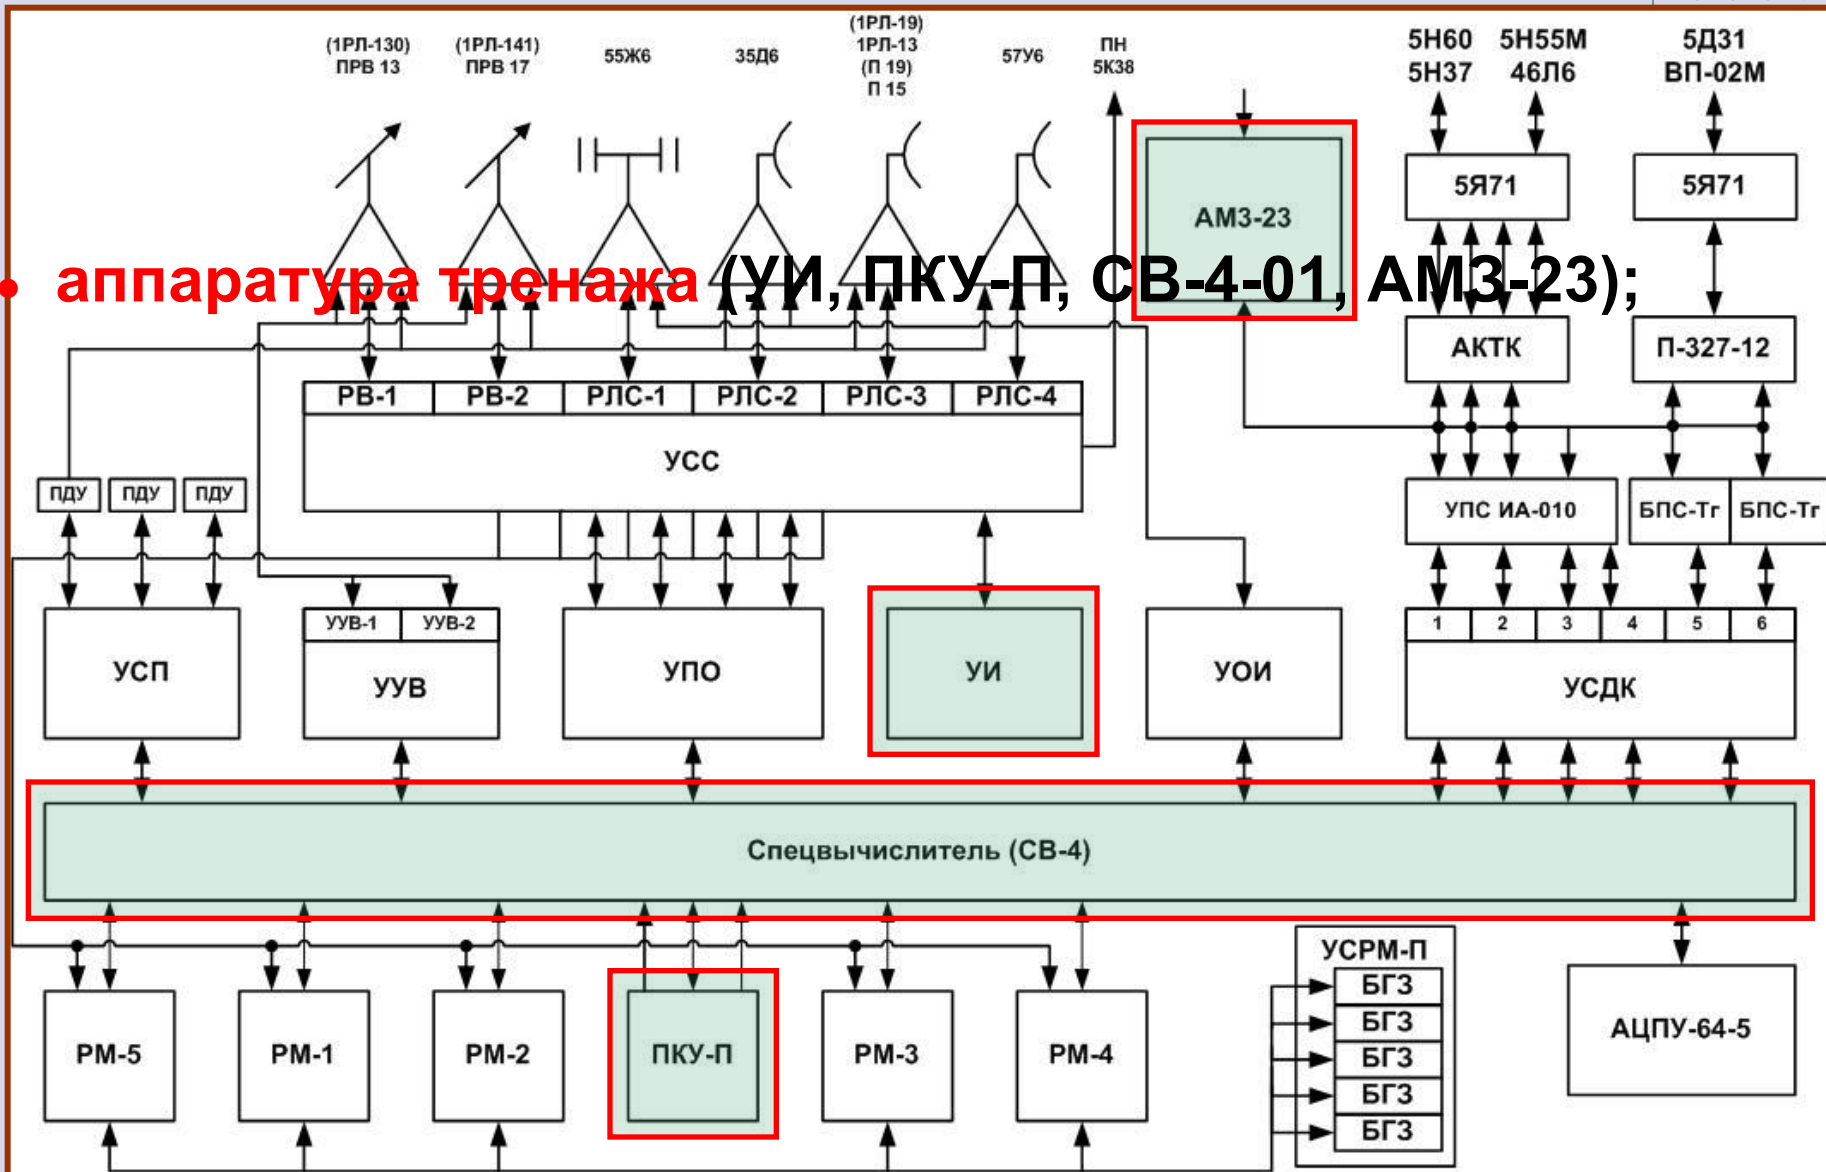 (1РЛ-130)
ПРВ 13
(1РЛ-141)
ПРВ 17
55Ж6
35Д6
(1РЛ-19)
1РЛ-13
(П 19)
П 15
57У6
ПН
5К38
5Н60
5Н37
5Н55М
46Л6
5Д31
ВП-02М
АМЗ-23
5Я71
5Я71
• аппаратура тренажа (УИ, ПКУ-П, СВ-4-01, АМЗ-23);
АКТК
П-327-12
РВ-1
РВ-2
РЛС-1
РЛС-2
РЛС-3
РЛС-4
УСС
ПДУ
ПДУ
ПДУ
УПС ИА-010
БПС-Тг
БПС-Тг
УСП
УУВ-1
УУВ-2
УУВ
УПО
УИ
УОИ
1
2
3
4
5
6
УСДК
Спецвычислитель (СВ-4)
РМ-5
РМ-1
РМ-2
ПКУ-П
РМ-3
РМ-4
УСРМ-П
БГЗ
БГЗ
БГЗ
БГЗ
БГЗ
АЦПУ-64-5